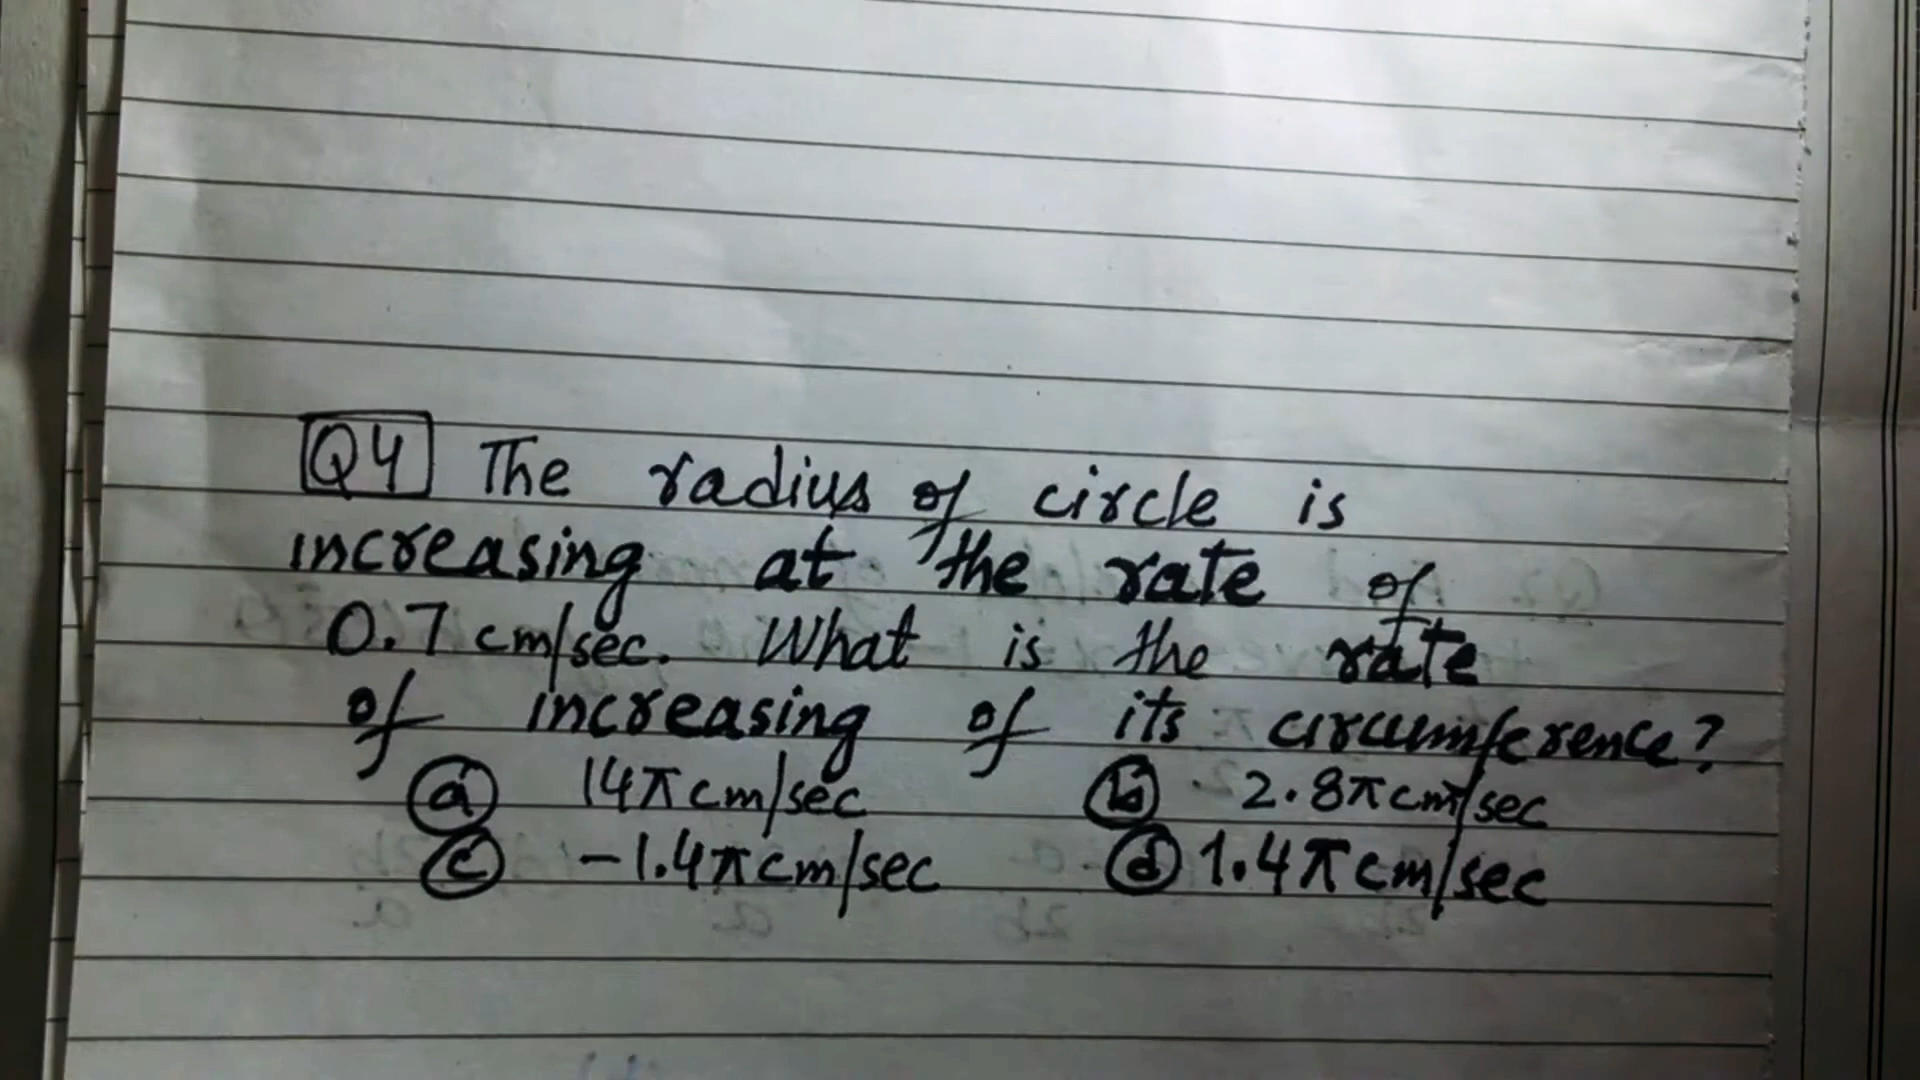 Q4 The radius of circle is
increasing at the rate of
0.7 cm/sec. What is the rate
of increasing of its circumference?
a 14π cm/sec b 2.8π cm/sec
c -1.4π cm/sec d 1.4π cm/sec